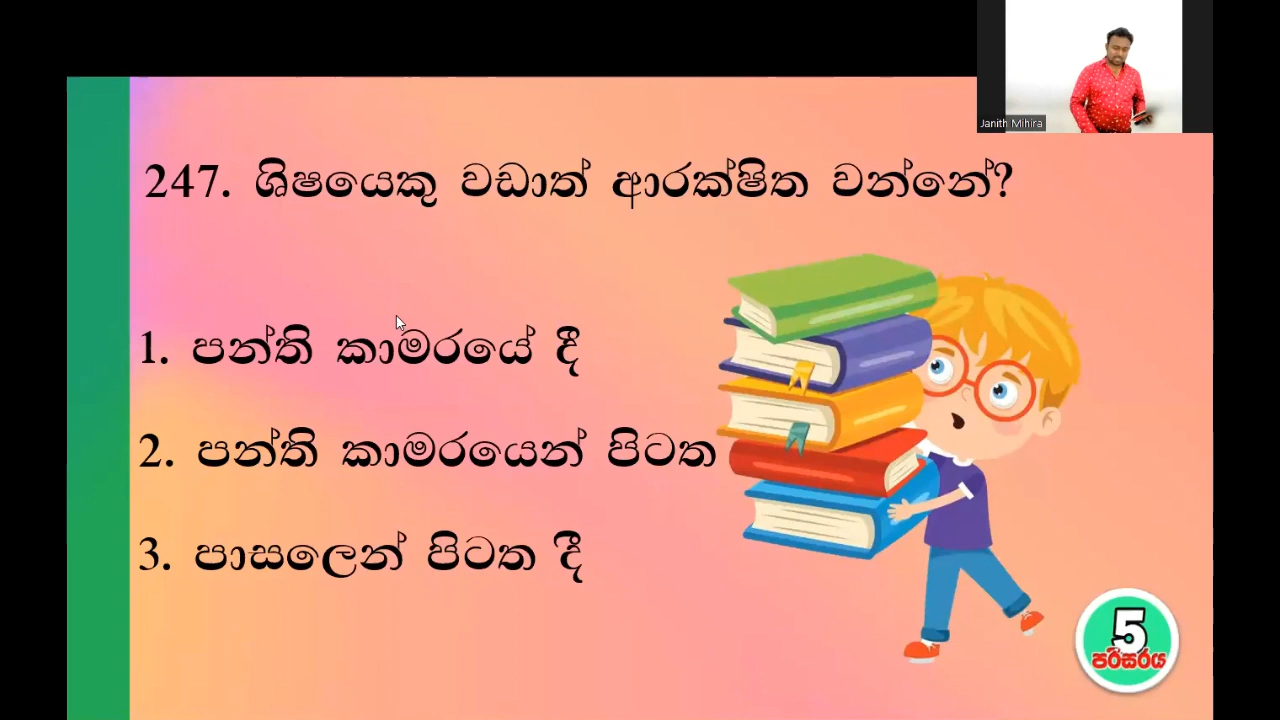 Janith Mihira
247. ශිෂයෙකු වඩාත් ආරක්ෂිත වන්නේ?
1. පන්ති කාමරයේ දී
2. පන්ති කාමරයෙන් පිටත
3. පාසලෙන් පිටත දී
5
පරිසරය